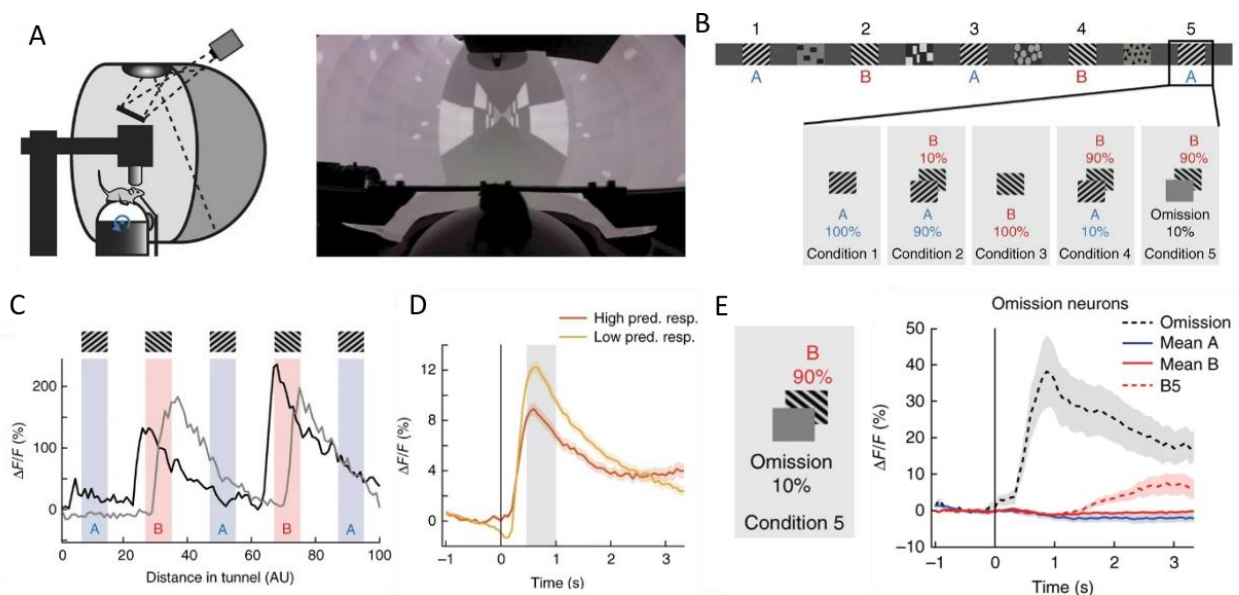 A
B
1 2 3 4 5
A B A B A
B
10%
B
90%
B
90%
A
100%
A
90%
B
100%
A
10%
Omission
10%
Condition 1 Condition 2 Condition 3 Condition 4 Condition 5
C
200
100
0
ΔF/F (%)
A B A B A
0 20 40 60 80 100
Distance in tunnel (AU)
D
High pred. resp.
Low pred. resp.
12
8
4
0
ΔF/F (%)
–1 0 1 2 3
Time (s)
E
B
90%
Omission
10%
Condition 5
Omission neurons
Omission
Mean A
Mean B
B5
50
40
30
20
10
0
–10
ΔF/F (%)
–1 0 1 2 3
Time (s)